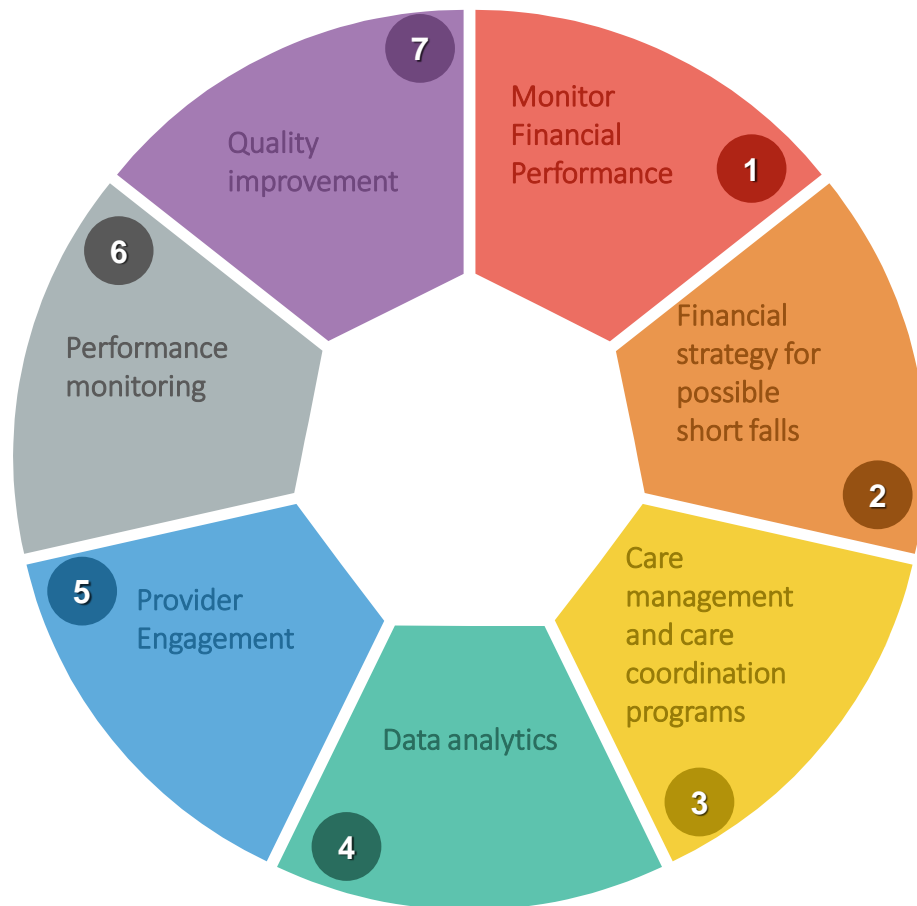 Monitor
Financial
Performance
1
Financial
strategy for
possible
short falls
2
Care
management
and care
coordination
programs
3
Data analytics
4
Provider
Engagement
5
Performance
monitoring
6
Quality
improvement
7